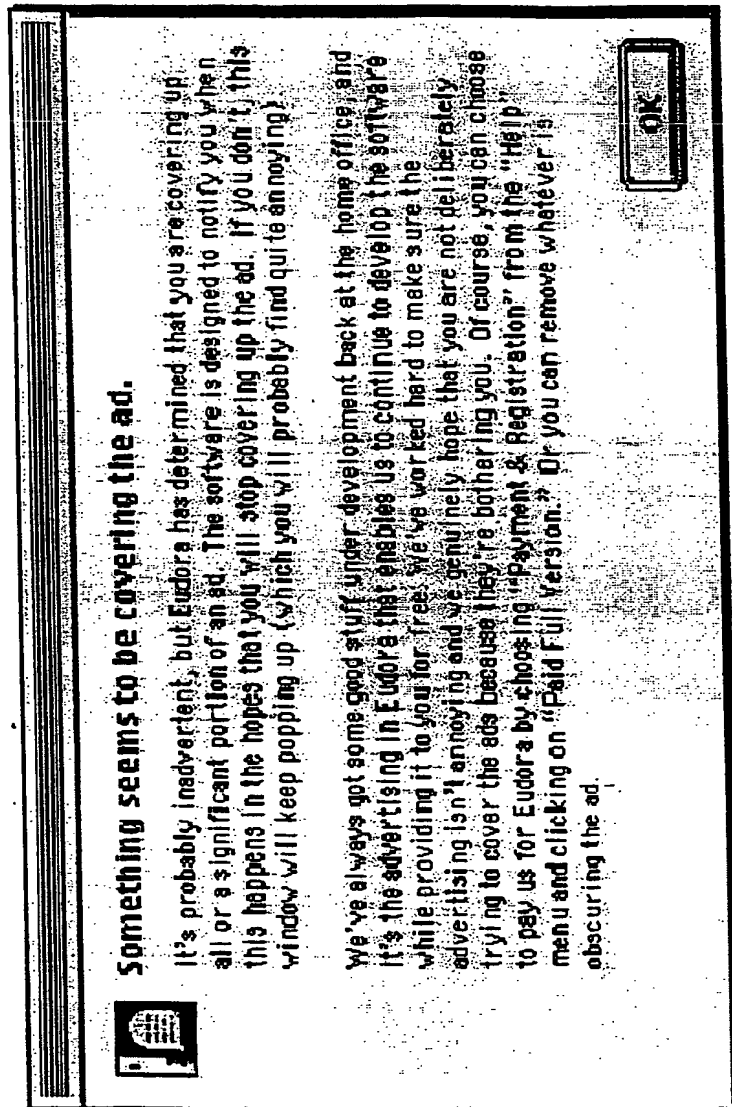 Something seems to be covering the ad.
It's probably inadvertent, but Eudora has determined that you are covering up
all or a significant portion of an ad. The software is designed to notify you when
this happens in the hopes that you will stop covering up the ad. If you don't, this
window will keep popping up (which you will probably find quite annoying)
We've always got some good stuff under development back at the home office, and
it's the advertising in Eudora that enables us to continue to develop the software
while providing it to you for free. We've worked hard to make sure the
advertising isn't annoying and we genuinely hope that you are not deliberately
trying to cover the ads because they're bothering you. Of course, you can choose
to pay us for Eudora by choosing "Payment & Registration" from the "Help"
menu and clicking on "Paid Full Version." Or you can remove whatever is
obscuring the ad.
OK